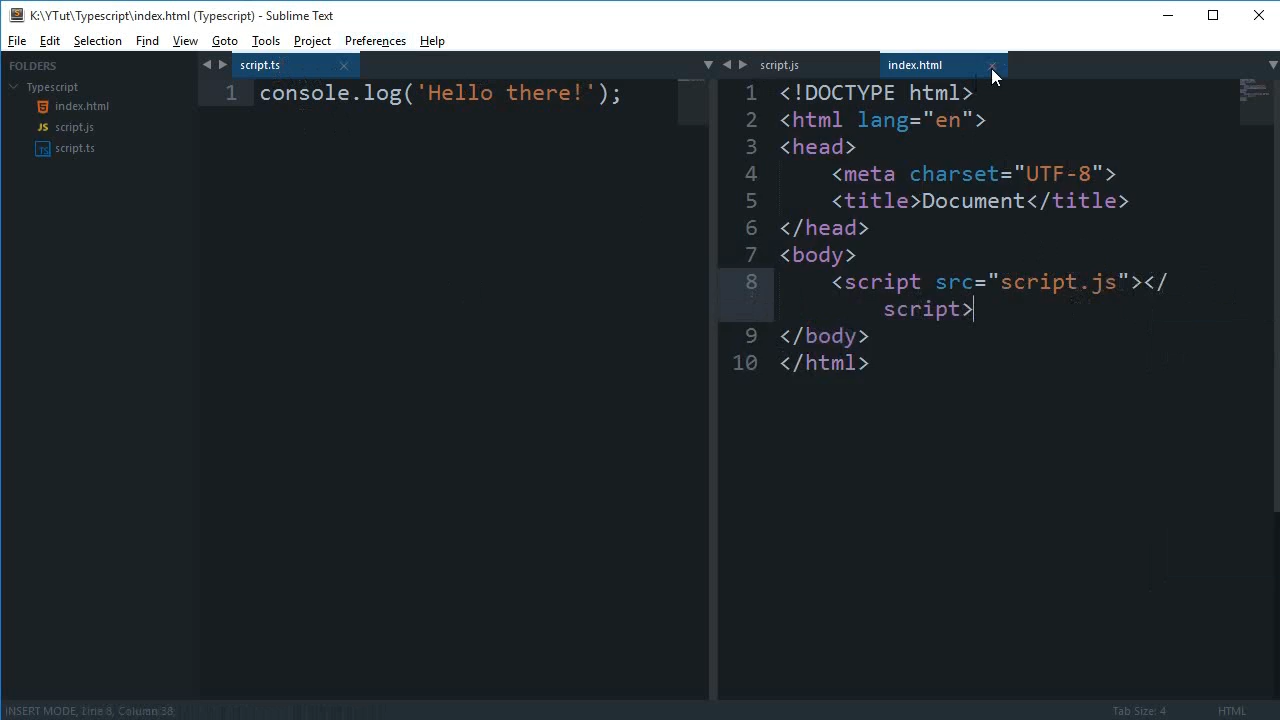 K:\YTut\Typescript\index.html (Typescript) - Sublime Text
File Edit Selection Find View Goto Tools Project Preferences Help
FOLDERS
Typescript
index.html
JS script.js
TS script.ts
script.ts
1 console.log('Hello there!');
script.js index.html
1 <!DOCTYPE html>
2 <html lang="en">
3 <head>
4 <meta charset="UTF-8">
5 <title>Document</title>
6 </head>
7 <body>
8 <script src="script.js"></
script>
9 </body>
10 </html>
INSERT MODE, Line 8, Column 38
Tab Size: 4 HTML